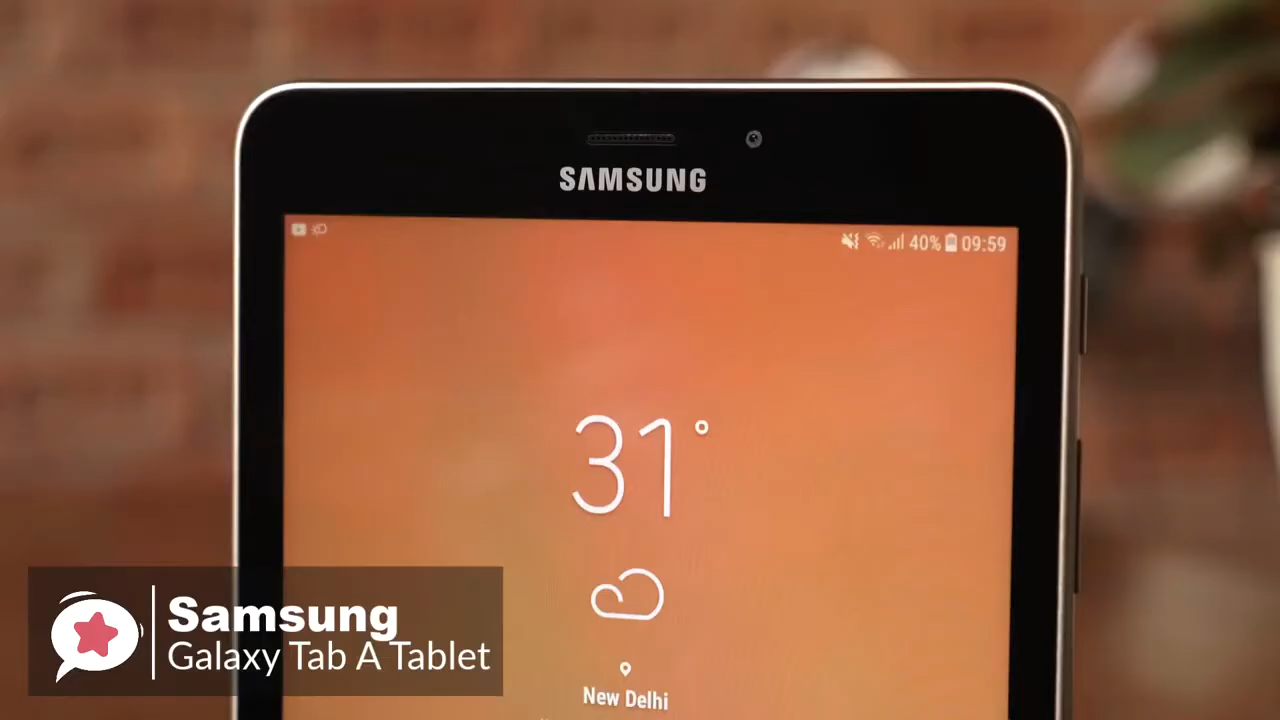 SAMSUNG
40% 09:59
31°
New Delhi
Samsung
Galaxy Tab A Tablet